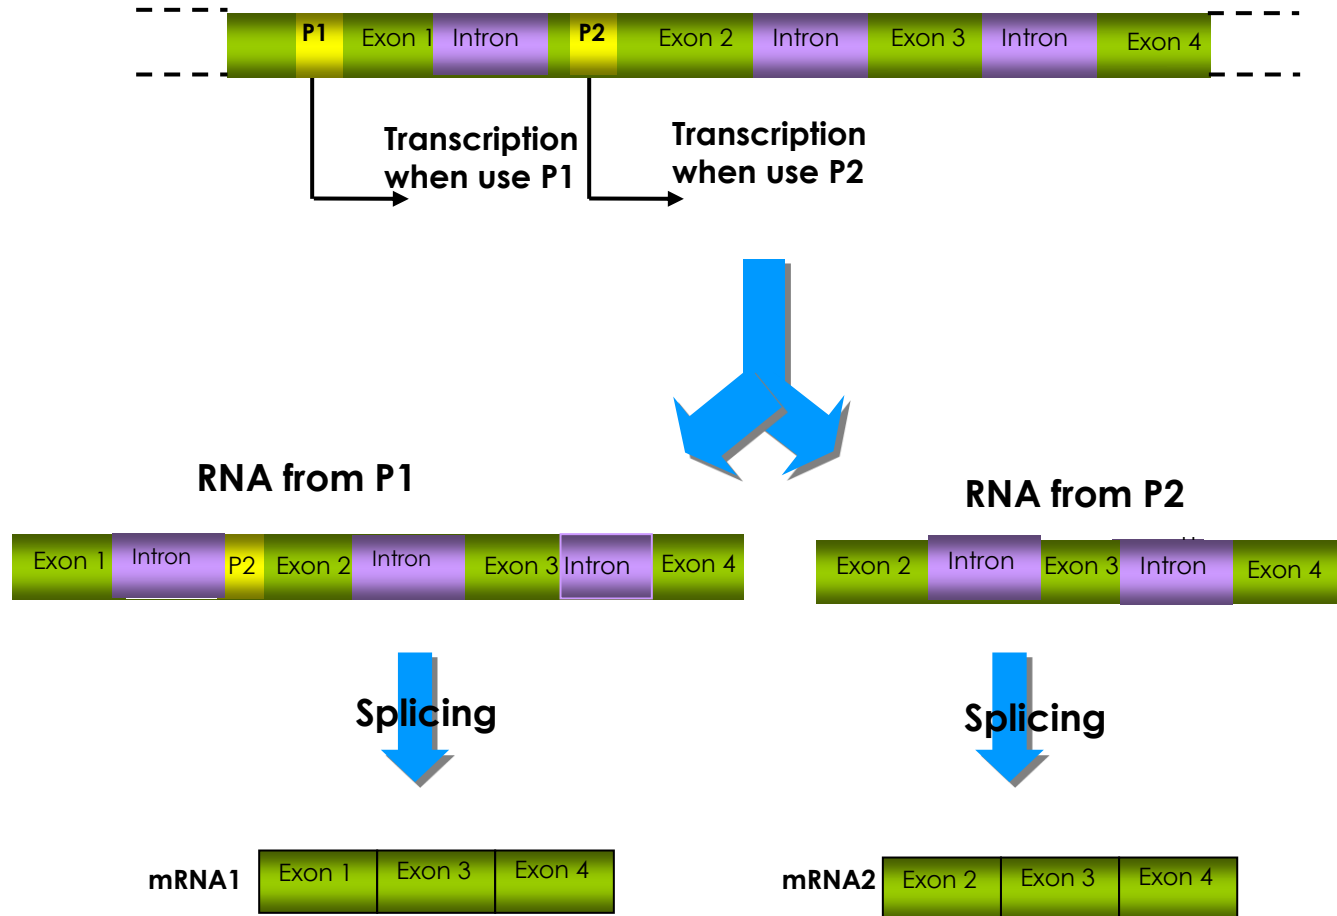 P1 Exon 1 Intron P2 Exon 2 Intron Exon 3 Intron Exon 4
Transcription
when use P1
Transcription
when use P2
RNA from P1
RNA from P2
Exon 1 Intron P2 Exon 2 Intron Exon 3 Intron Exon 4
Exon 2 Intron Exon 3 Intron Exon 4
Splicing
Splicing
mRNA1 Exon 1 Exon 3 Exon 4
mRNA2 Exon 2 Exon 3 Exon 4